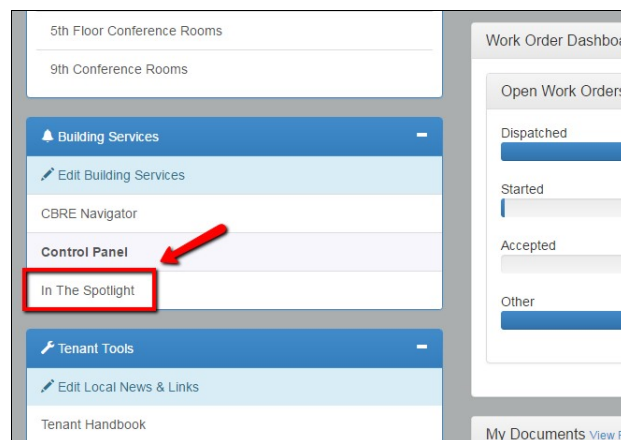 5th Floor Conference Rooms
9th Conference Rooms
Building Services
Edit Building Services
CBRE Navigator
Control Panel
In The Spotlight
Tenant Tools
Edit Local News & Links
Tenant Handbook
Work Order
Open Work Orders
Dispatched
Started
Accepted
Other
My Documents View